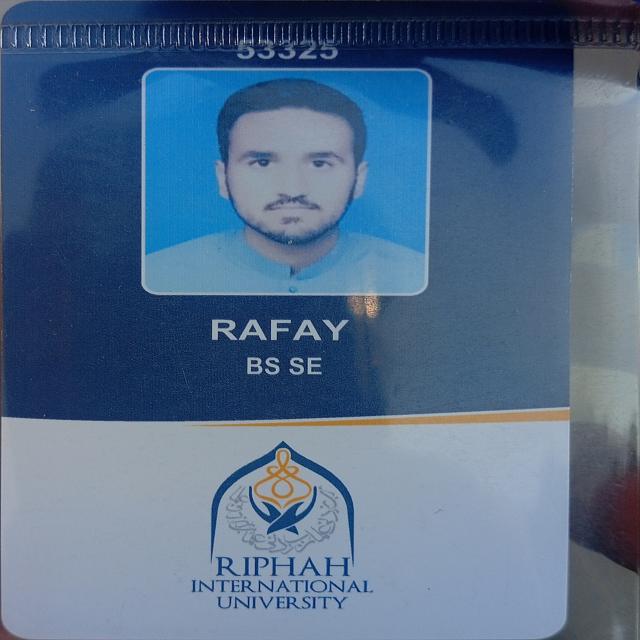 53325
RAFAY
BS SE
RIPHAH
INTERNATIONAL
UNIVERSITY